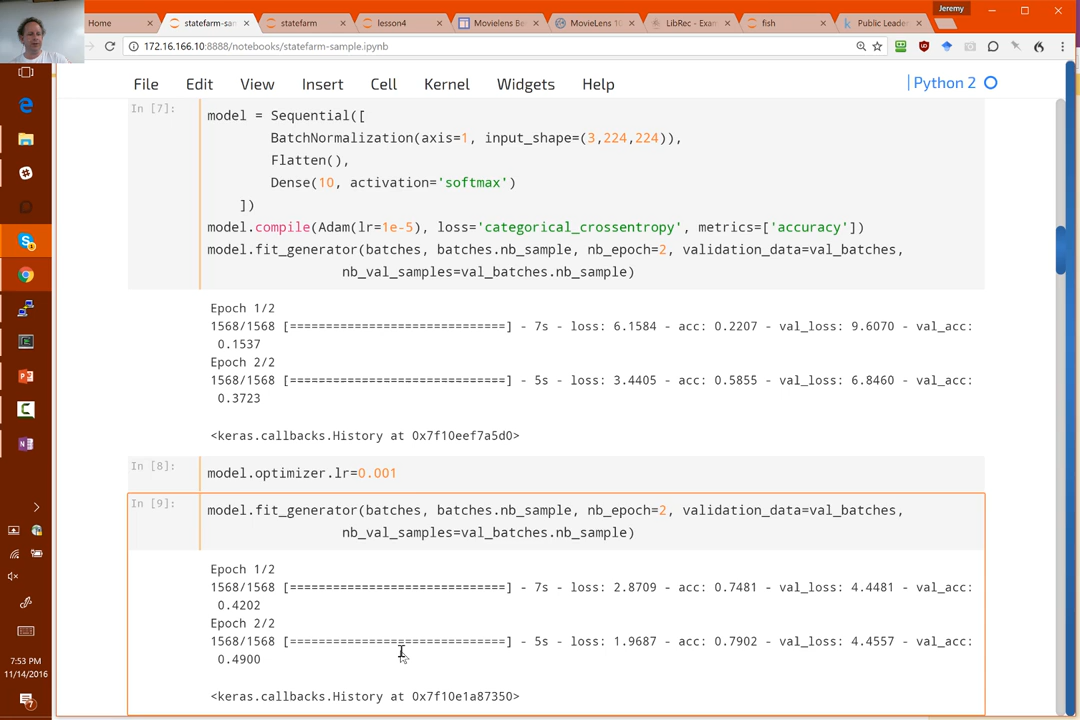 Jeremy
Home
statefarm-sam
statefarm
lesson4
Movielens Be
MovieLens 10
LibRec - Exam
fish
Public Leader
172.16.166.10:8888/notebooks/statefarm-sample.ipynb
File Edit View Insert Cell Kernel Widgets Help Python 2
In [7]:
model = Sequential([
BatchNormalization(axis=1, input_shape=(3,224,224)),
Flatten(),
Dense(10, activation='softmax')
])
model.compile(Adam(lr=1e-5), loss='categorical_crossentropy', metrics=['accuracy'])
model.fit_generator(batches, batches.nb_sample, nb_epoch=2, validation_data=val_batches,
nb_val_samples=val_batches.nb_sample)
Epoch 1/2
1568/1568 [==============================] - 7s - loss: 6.1584 - acc: 0.2207 - val_loss: 9.6070 - val_acc:
0.1537
Epoch 2/2
1568/1568 [==============================] - 5s - loss: 3.4405 - acc: 0.5855 - val_loss: 6.8460 - val_acc:
0.3723
<keras.callbacks.History at 0x7f10eef7a5d0>
In [8]:
model.optimizer.lr=0.001
In [9]:
model.fit_generator(batches, batches.nb_sample, nb_epoch=2, validation_data=val_batches,
nb_val_samples=val_batches.nb_sample)
Epoch 1/2
1568/1568 [==============================] - 7s - loss: 2.8709 - acc: 0.7481 - val_loss: 4.4481 - val_acc:
0.4202
Epoch 2/2
1568/1568 [==============================] - 5s - loss: 1.9687 - acc: 0.7902 - val_loss: 4.4557 - val_acc:
0.4900
<keras.callbacks.History at 0x7f10e1a87350>
7:53 PM
11/14/2016